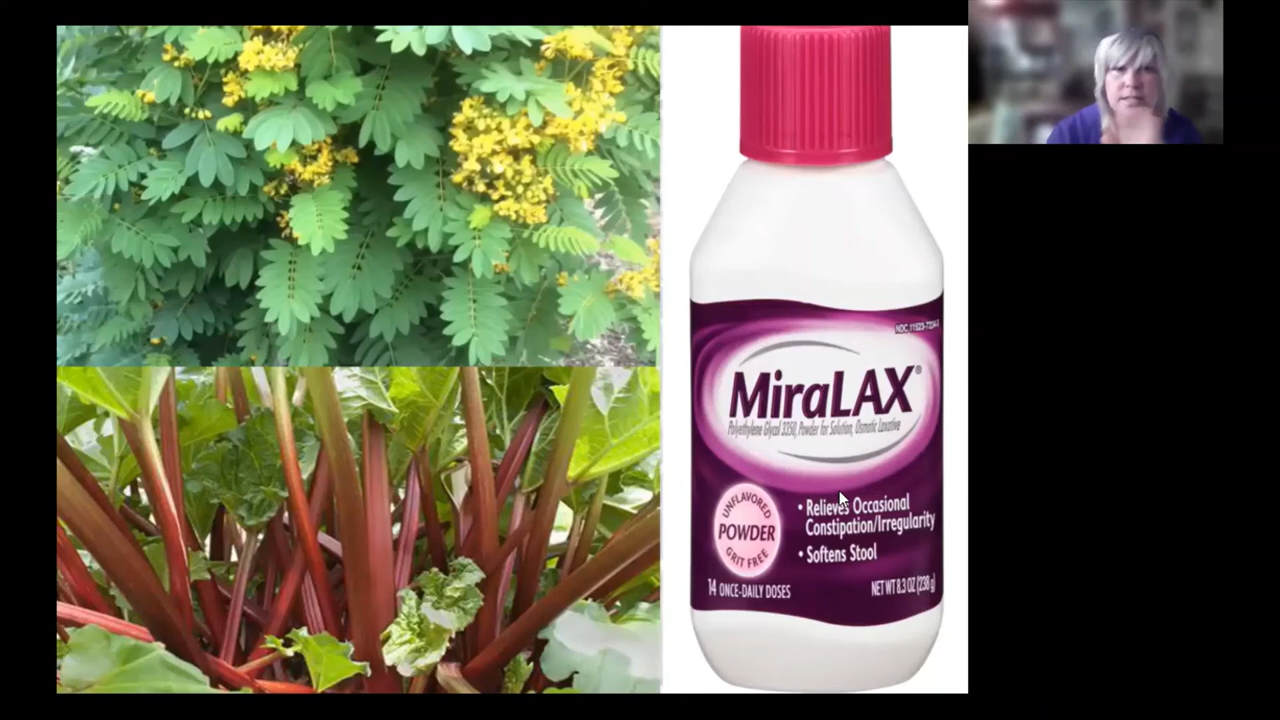 MiraLAX®
Polyethylene Glycol 3350, Powder for Solution, Osmotic Laxative
UNFLAVORED
POWDER
GRIT FREE
• Relieves Occasional
Constipation/Irregularity
• Softens Stool
14 ONCE-DAILY DOSES
NET WT 8.3 OZ (238 g)